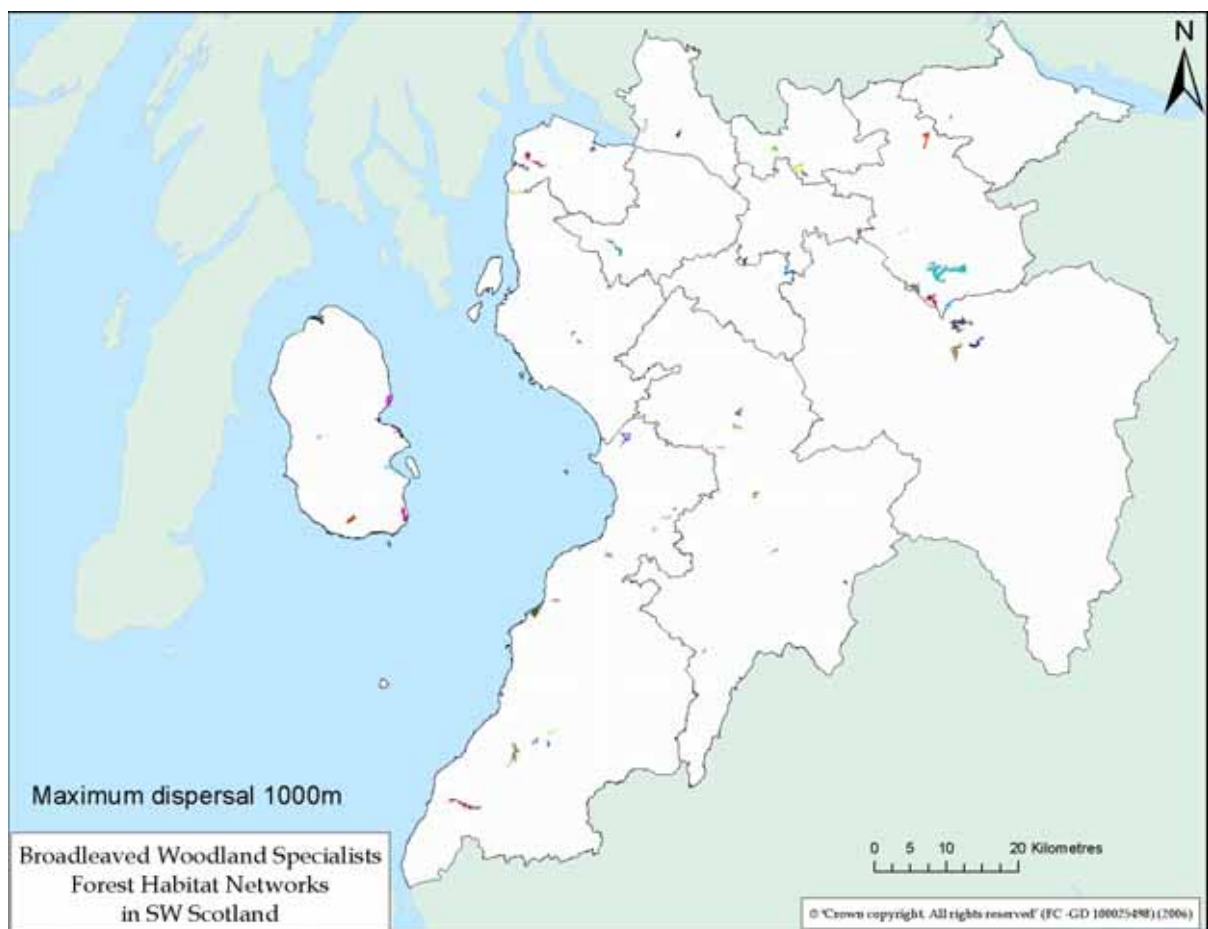 N
Maximum dispersal 1000m
Broadleaved Woodland Specialists
Forest Habitat Networks
in SW Scotland
0 5 10 20 Kilometres
© 'Crown copyright. All rights reserved' (FC -GD 100025498) (2006)